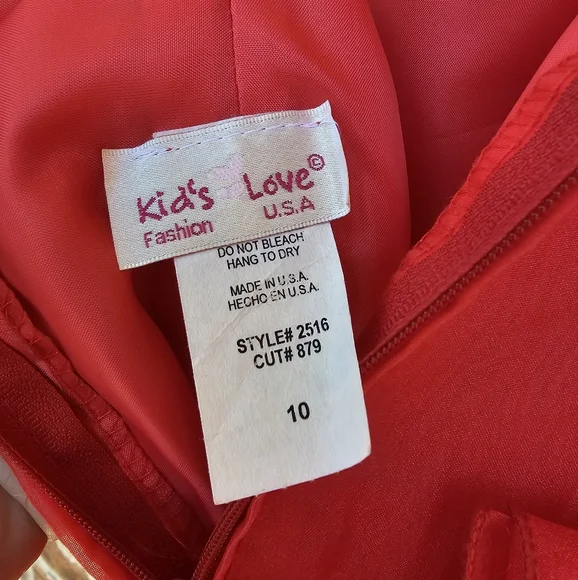 Kid's Love©
Fashion U.S.A
DO NOT BLEACH
HANG TO DRY
MADE IN U.S.A.
HECHO EN U.S.A.
STYLE# 2516
CUT# 879
10